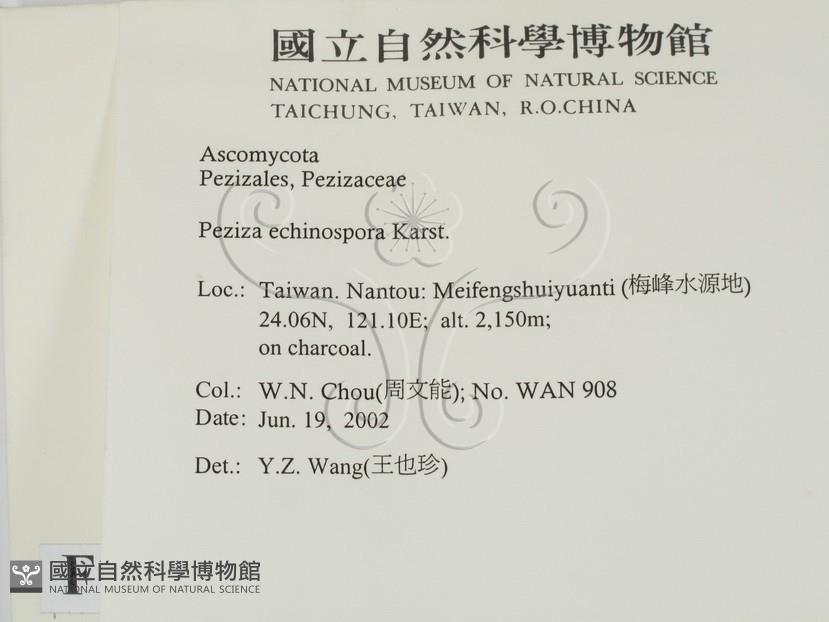 國立自然科學博物館
NATIONAL MUSEUM OF NATURAL SCIENCE
TAICHUNG, TAIWAN, R.O.CHINA
Ascomycota
Pezizales, Pezizaceae
Peziza echinospora Karst.
Loc.: Taiwan. Nantou: Meifengshuiyuanti (梅峰水源地)
24.06N, 121.10E; alt. 2,150m;
on charcoal.
Col.: W.N. Chou(周文能); No. WAN 908
Date: Jun. 19, 2002
Det.: Y.Z. Wang(王也珍)
F
國立自然科學博物館
NATIONAL MUSEUM OF NATURAL SCIENCE